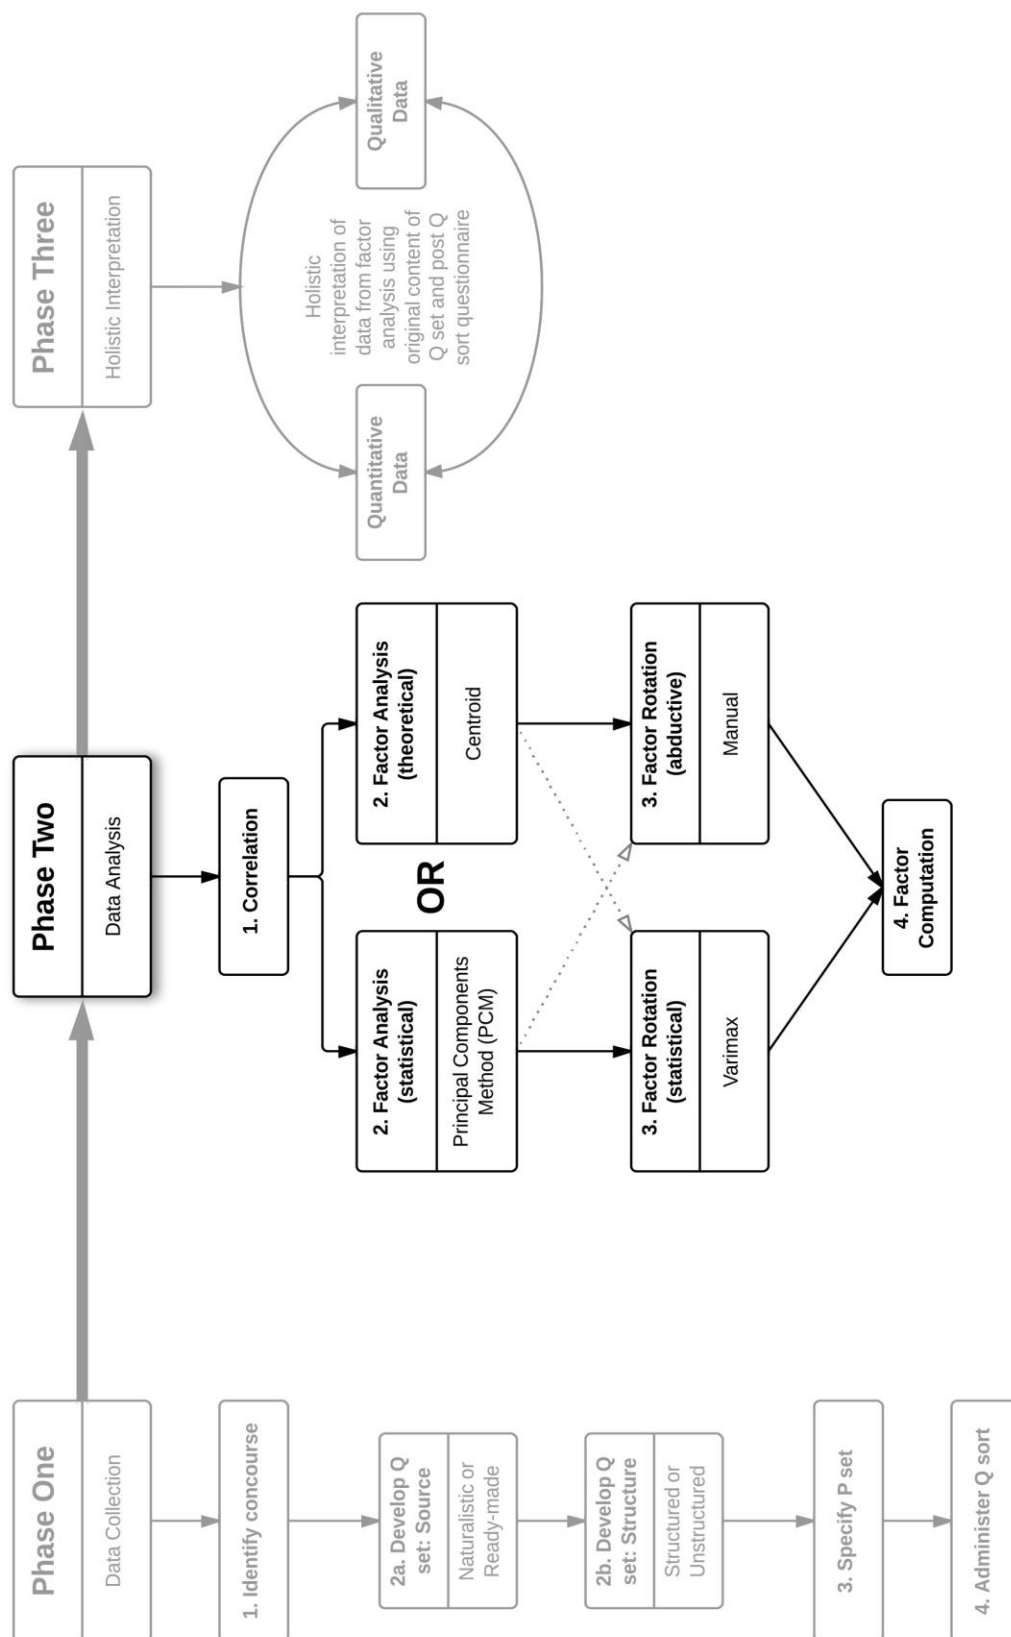 Phase One
Data Collection
1. Identify concourse
2a. Develop Q
set: Source
Naturalistic or
Ready-made
2b. Develop Q
set: Structure
Structured or
Unstructured
3. Specify P set
4. Administer Q sort
Phase Two
Data Analysis
1. Correlation
2. Factor Analysis
(statistical)
Principal Components
Method (PCM)
OR
2. Factor Analysis
(theoretical)
Centroid
3. Factor Rotation
(statistical)
Varimax
3. Factor Rotation
(abductive)
Manual
4. Factor
Computation
Phase Three
Holistic Interpretation
Quantitative
Data
Holistic
interpretation of
data from factor
analysis using
original content of
Q set and post Q
sort questionnaire
Qualitative
Data